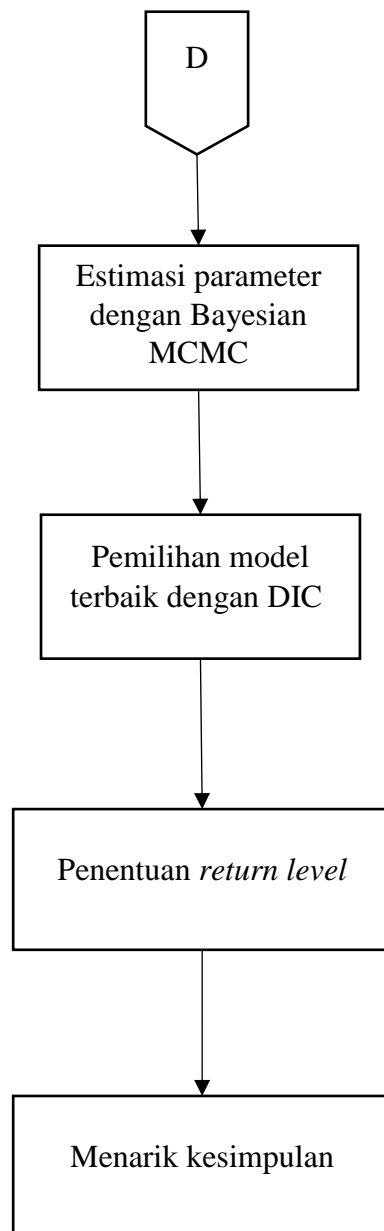 D
Estimasi parameter
dengan Bayesian
MCMC
Pemilihan model
terbaik dengan DIC
Penentuan return level
Menarik kesimpulan